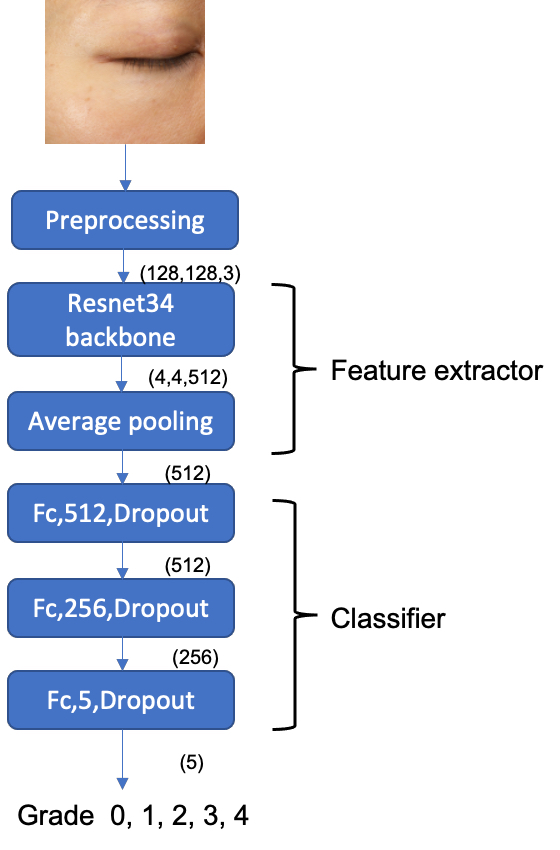 Preprocessing
(128,128,3)
Resnet34
backbone
Feature extractor
(4,4,512)
Average pooling
(512)
Fc,512,Dropout
(512)
Fc,256,Dropout
Classifier
(256)
Fc,5,Dropout
(5)
Grade 0, 1, 2, 3, 4